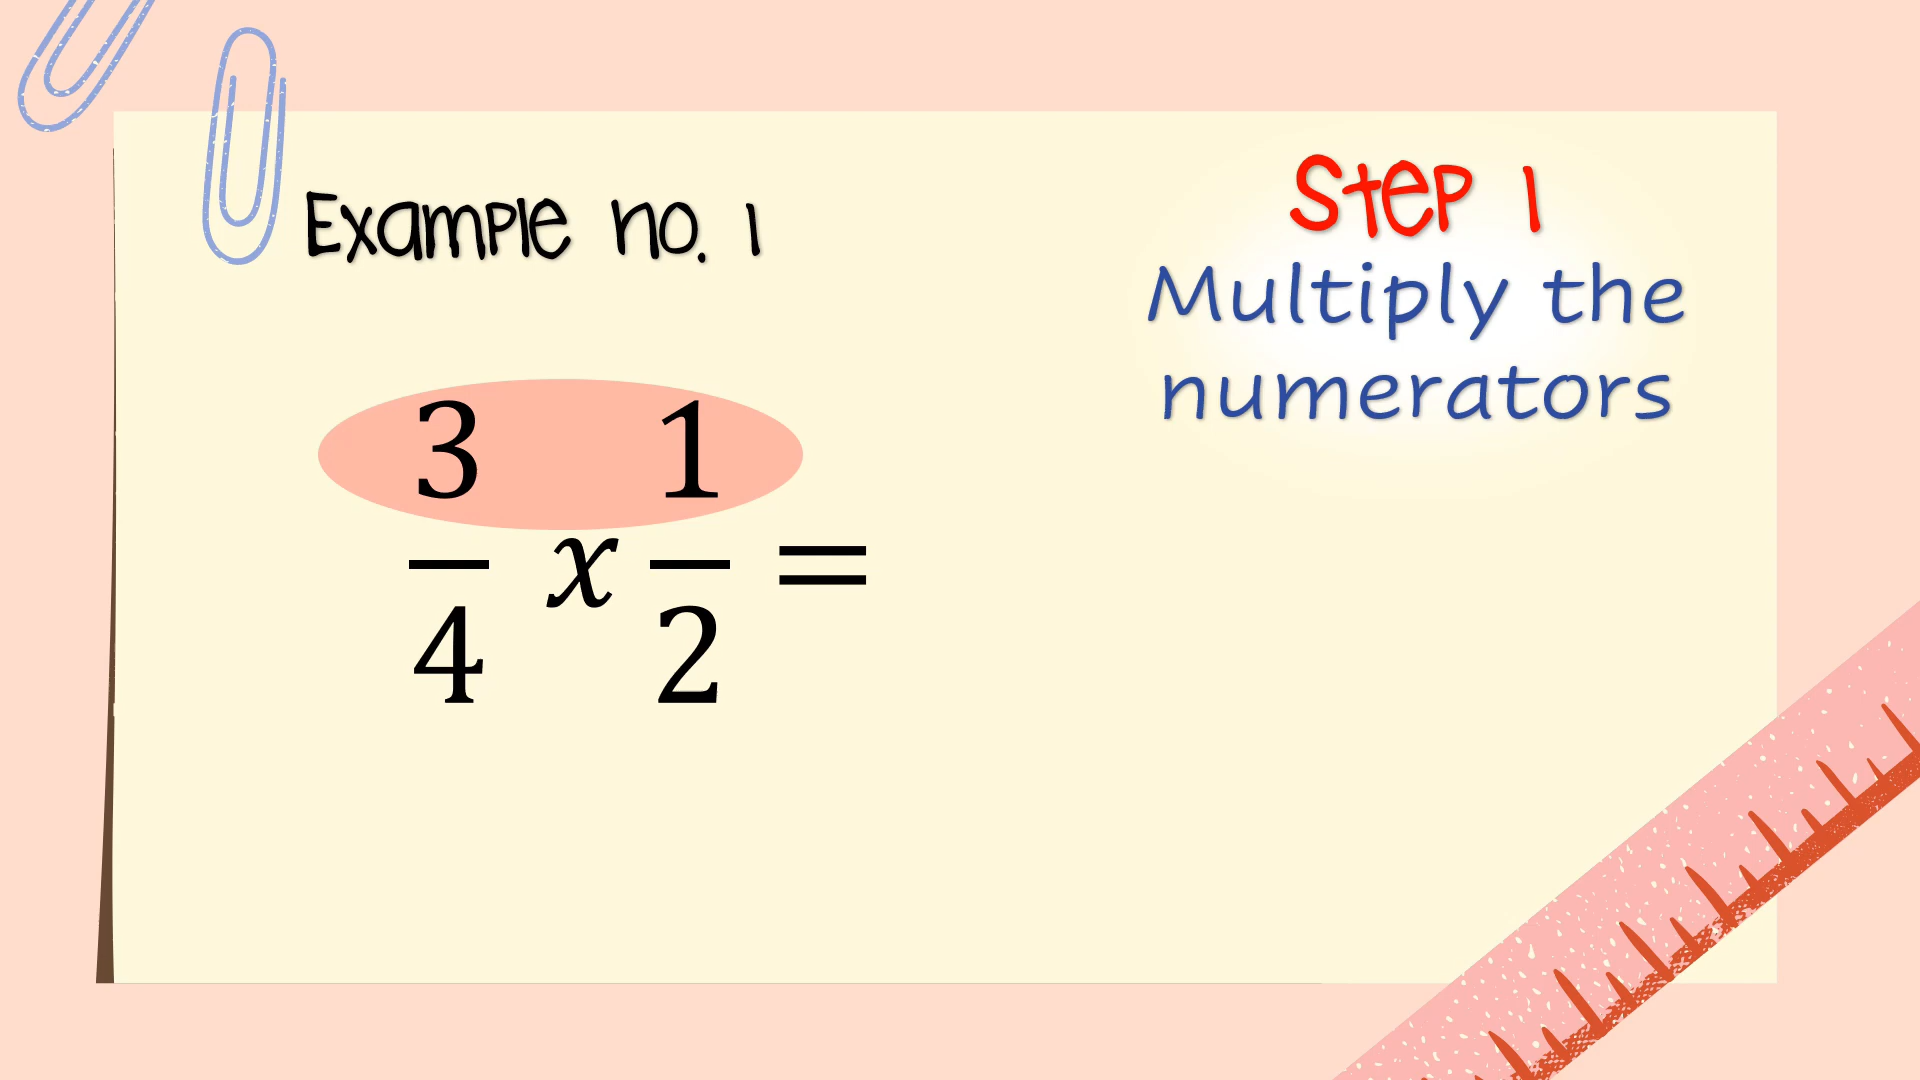 Example no. 1
Step 1
Multiply the
numerators
3 1
x =
4 2